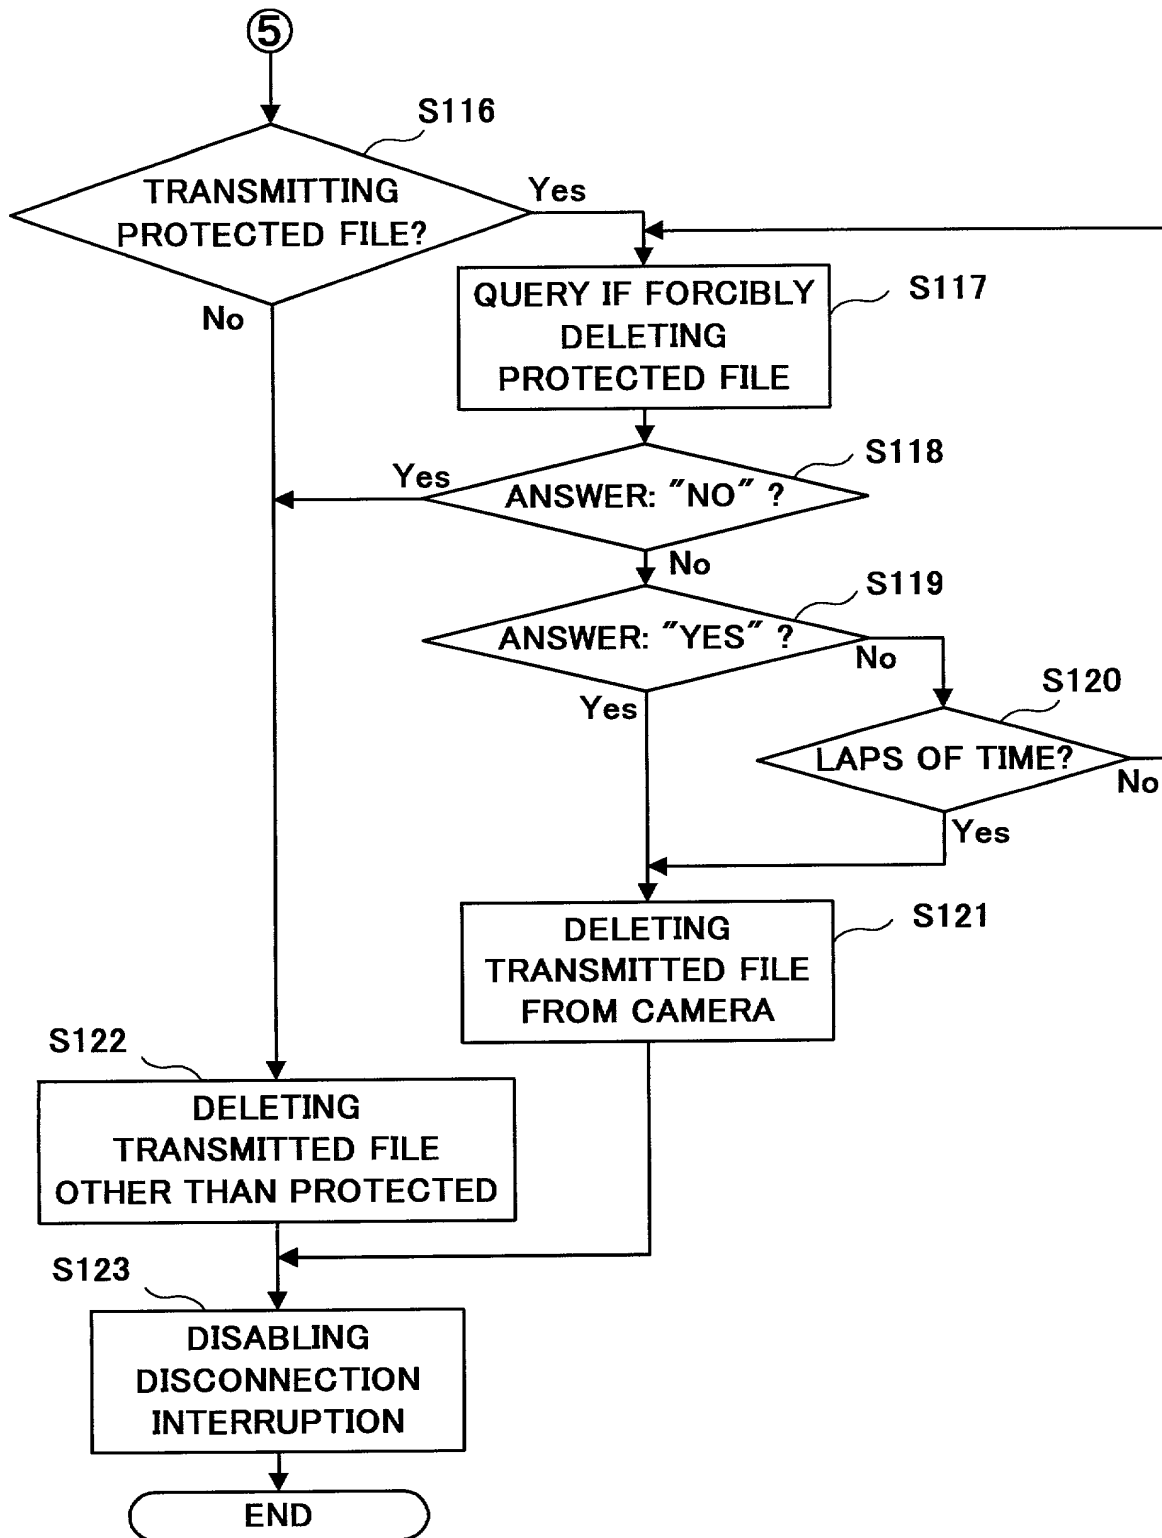 ⑤
S116
TRANSMITTING
PROTECTED FILE?
Yes
No
QUERY IF FORCIBLY
DELETING
PROTECTED FILE
S117
S118
Yes
ANSWER: "NO" ?
No
S119
ANSWER: "YES" ?
No
Yes
S120
LAPS OF TIME?
No
Yes
S121
DELETING
TRANSMITTED FILE
FROM CAMERA
S122
DELETING
TRANSMITTED FILE
OTHER THAN PROTECTED
S123
DISABLING
DISCONNECTION
INTERRUPTION
END